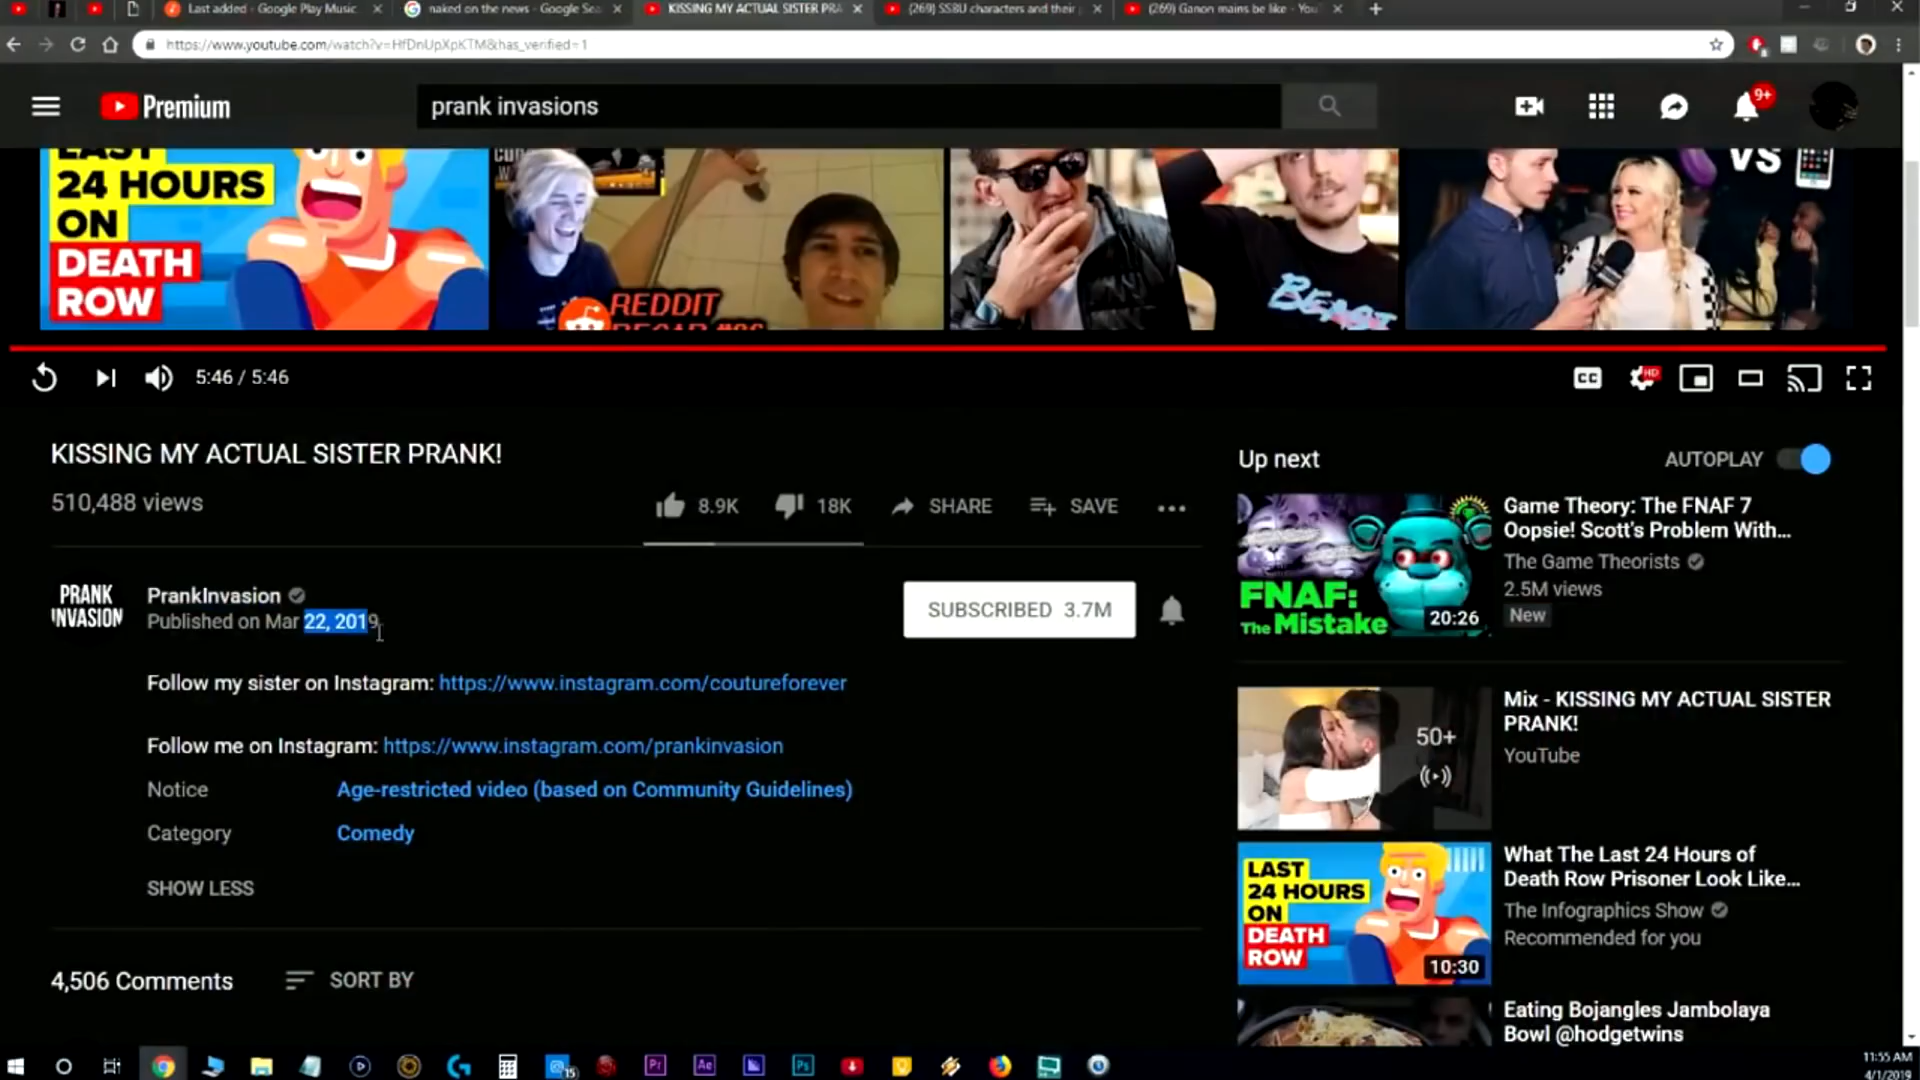 Last added - Google Play Music
naked on the news - Google Sea
KISSING MY ACTUAL SISTER PRA
(269) SSBU characters and their
(269) Ganon mains be like - You
https://www.youtube.com/watch?v=HfDnUpXpKTM&has_verified=1
Premium
prank invasions
9+
LAST
24 HOURS
ON
DEATH
ROW
REDDIT
BEAST
VS
5:46 / 5:46
CC
HD
KISSING MY ACTUAL SISTER PRANK!
510,488 views
8.9K
18K
SHARE
SAVE
PRANK
INVASION
PrankInvasion
Published on Mar 22, 2019
SUBSCRIBED 3.7M
Follow my sister on Instagram: https://www.instagram.com/coutureforever
Follow me on Instagram: https://www.instagram.com/prankinvasion
Notice
Age-restricted video (based on Community Guidelines)
Category
Comedy
SHOW LESS
4,506 Comments
SORT BY
Up next
AUTOPLAY
FNAF:
The Mistake
20:26
Game Theory: The FNAF 7
Oopsie! Scott's Problem With...
The Game Theorists
2.5M views
New
50+
Mix - KISSING MY ACTUAL SISTER
PRANK!
YouTube
LAST
24 HOURS
ON
DEATH
ROW
10:30
What The Last 24 Hours of
Death Row Prisoner Look Like...
The Infographics Show
Recommended for you
Eating Bojangles Jambolaya
Bowl @hodgetwins
15
Pr
Ae
Ps
11:55 AM
4/1/2019